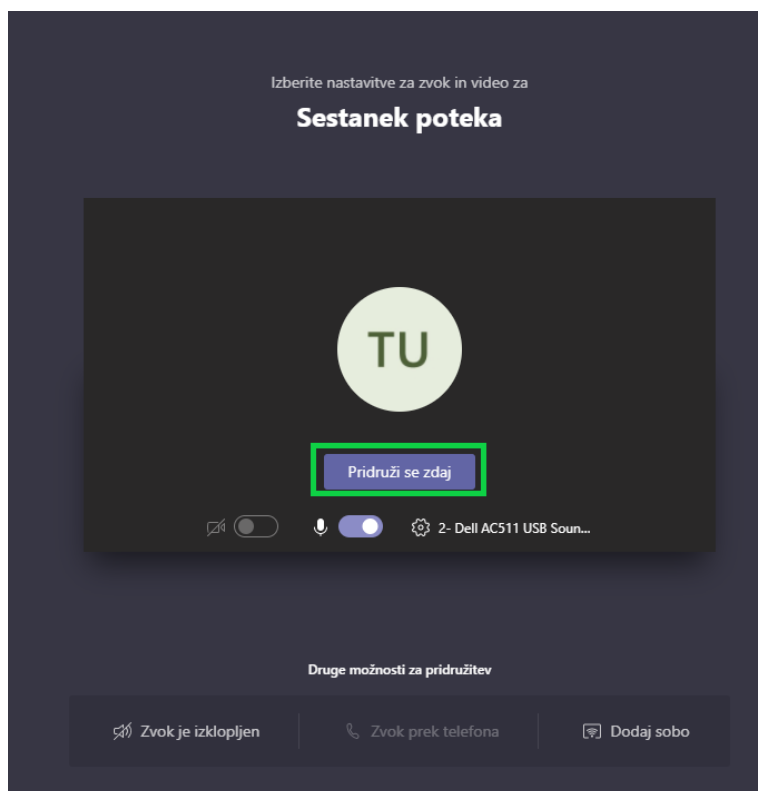 Izberite nastavitve za zvok in video za
Sestanek poteka
TU
Pridruži se zdaj
2- Dell AC511 USB Soun...
Druge možnosti za pridružitev
Zvok je izklopljen
Zvok prek telefona
Dodaj sobo